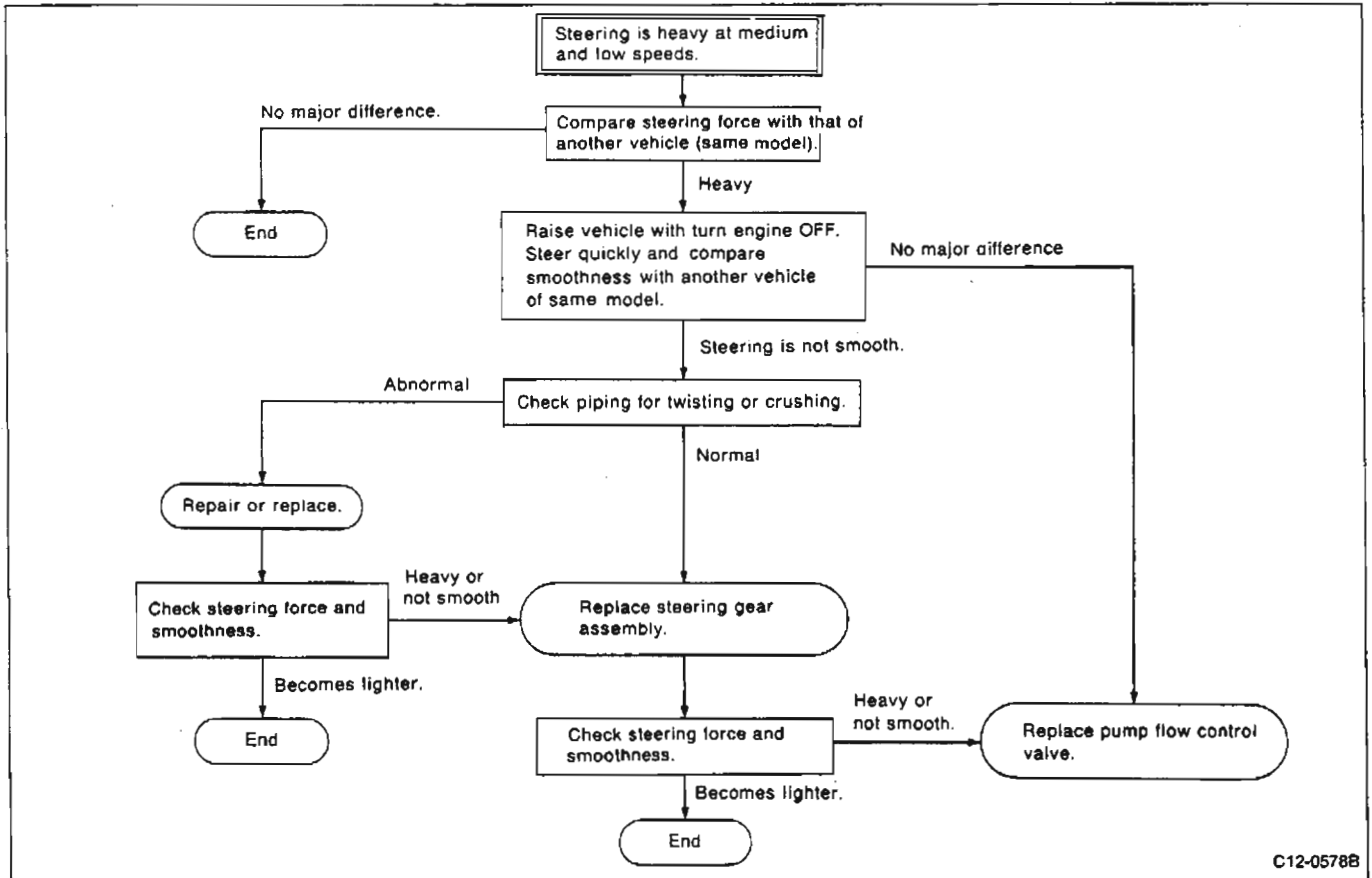 Steering is heavy at medium
and low speeds.
No major difference.
Compare steering force with that of
another vehicle (same model).
Heavy
End
Raise vehicle with turn engine OFF.
Steer quickly and compare
smoothness with another vehicle
of same model.
No major difference
Steering is not smooth.
Abnormal
Check piping for twisting or crushing.
Normal
Repair or replace.
Heavy or
not smooth
Check steering force and
smoothness.
Replace steering gear
assembly.
Becomes lighter.
Heavy or
not smooth.
End
Check steering force and
smoothness.
Replace pump flow control
valve.
Becomes lighter.
End
C12-0578B